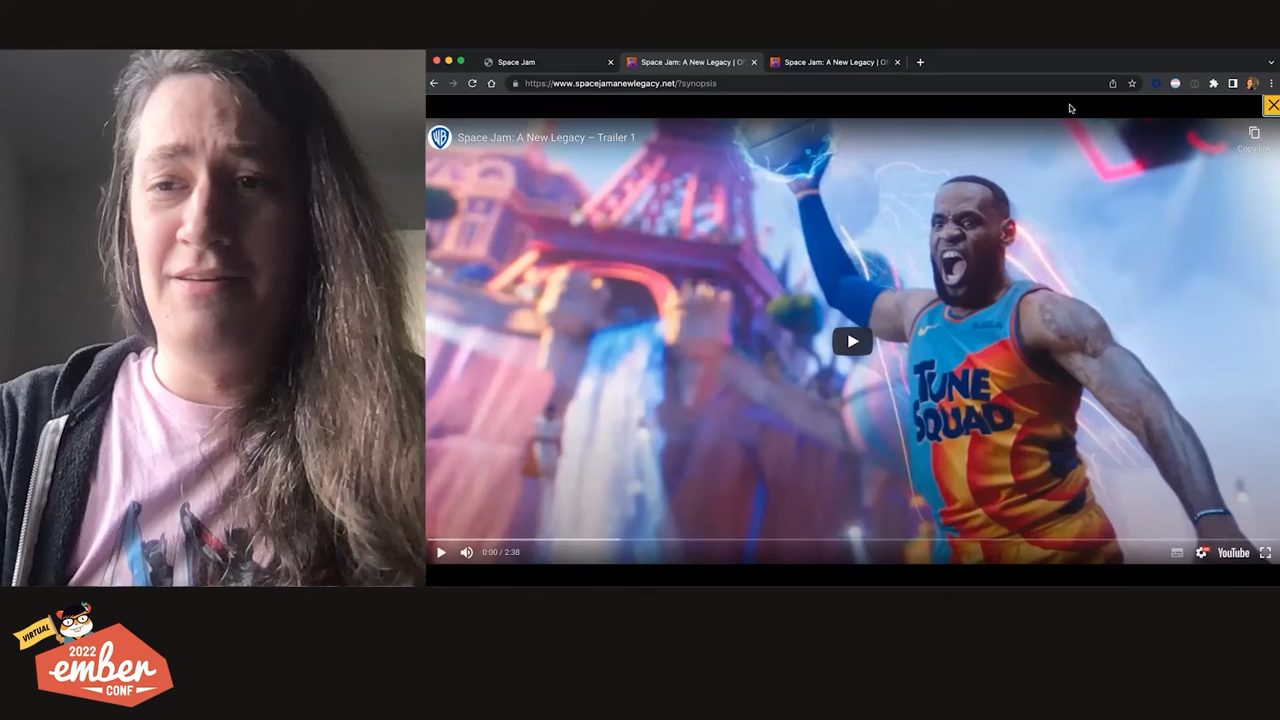 Space Jam
Space Jam: A New Legacy | Of
Space Jam: A New Legacy | Of
https://www.spacejamanewlegacy.net/?synopsis
WB
Space Jam: A New Legacy – Trailer 1
Copy link
TUNE
SQUAD
0:00 / 2:38
YouTube
VIRTUAL
2022
ember
CONF